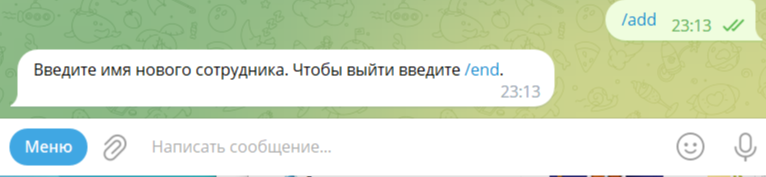 /add 23:13
Введите имя нового сотрудника. Чтобы выйти введите /end.
23:13
Меню Написать сообщение...